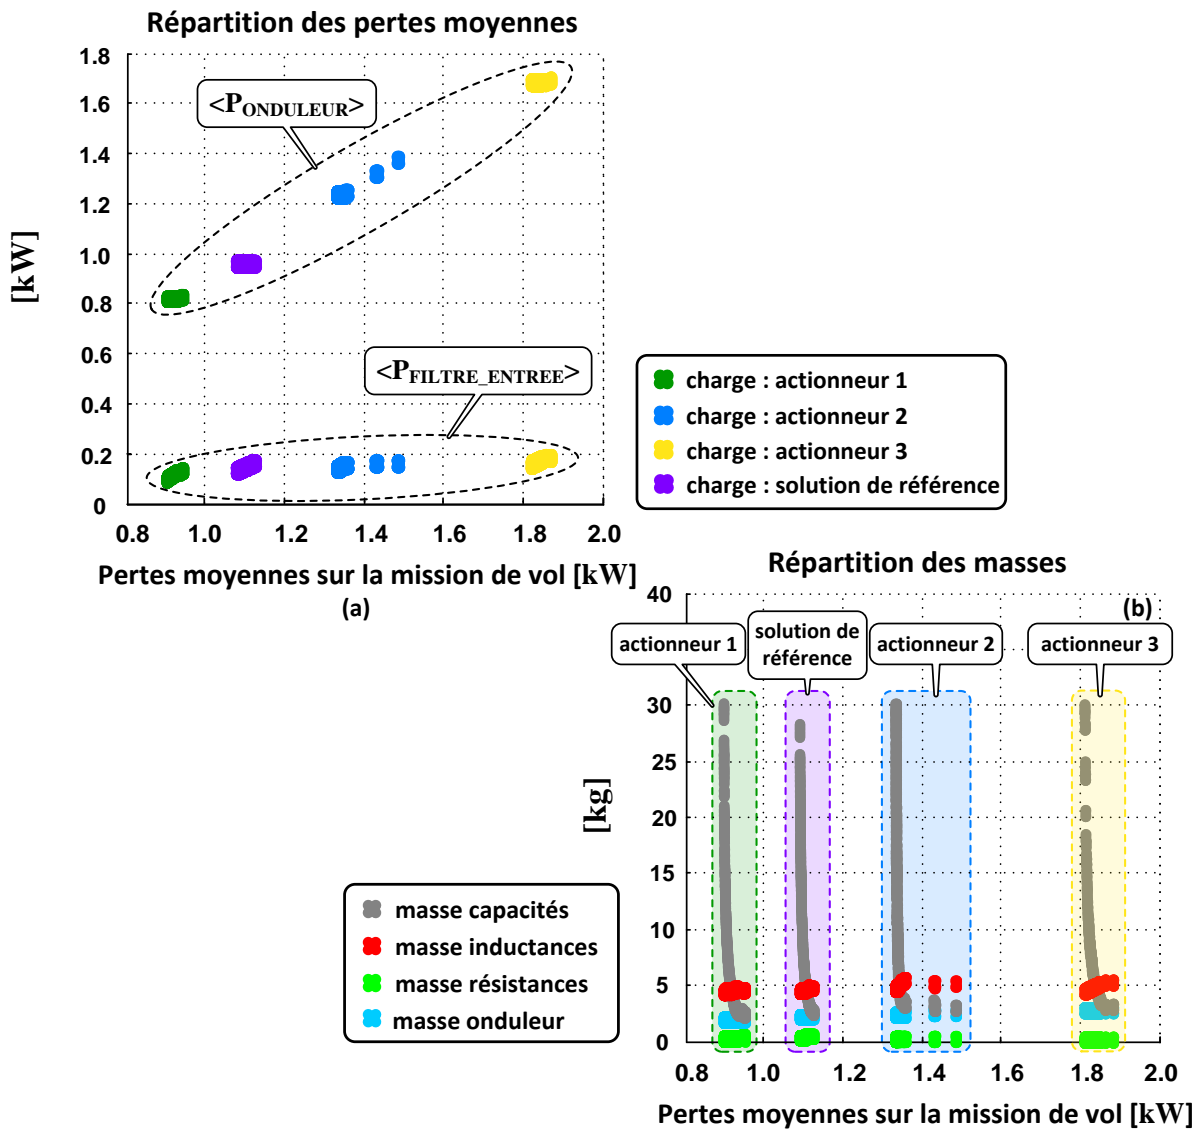 Répartition des pertes moyennes
1.8
1.6
1.4
1.2
1.0
0.8
0.6
0.4
0.2
0
[kW]
<P_ONDULEUR>
<P_FILTRE_ENTREE>
0.8 1.0 1.2 1.4 1.6 1.8 2.0
Pertes moyennes sur la mission de vol [kW]
(a)
charge : actionneur 1
charge : actionneur 2
charge : actionneur 3
charge : solution de référence
Répartition des masses
(b)
40
30
25
20
15
10
5
0
[kg]
actionneur 1
solution de
référence
actionneur 2
actionneur 3
0.8 1.0 1.2 1.4 1.6 1.8 2.0
Pertes moyennes sur la mission de vol [kW]
masse capacités
masse inductances
masse résistances
masse onduleur